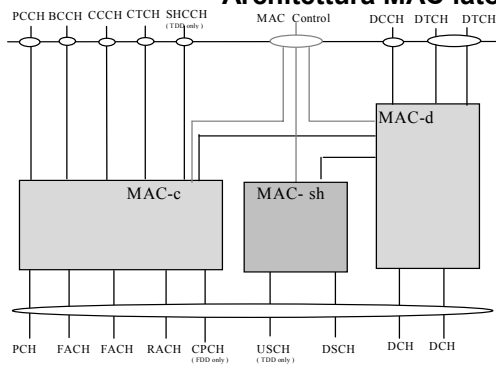 Architettura MAC late
PCCH BCCH CCCH CTCH SHCCH MAC Control DCCH DTCH DTCH
( TDD only )
MAC-d
MAC-c MAC- sh
PCH FACH FACH RACH CPCH USCH DSCH DCH DCH
( FDD only ) ( TDD only )